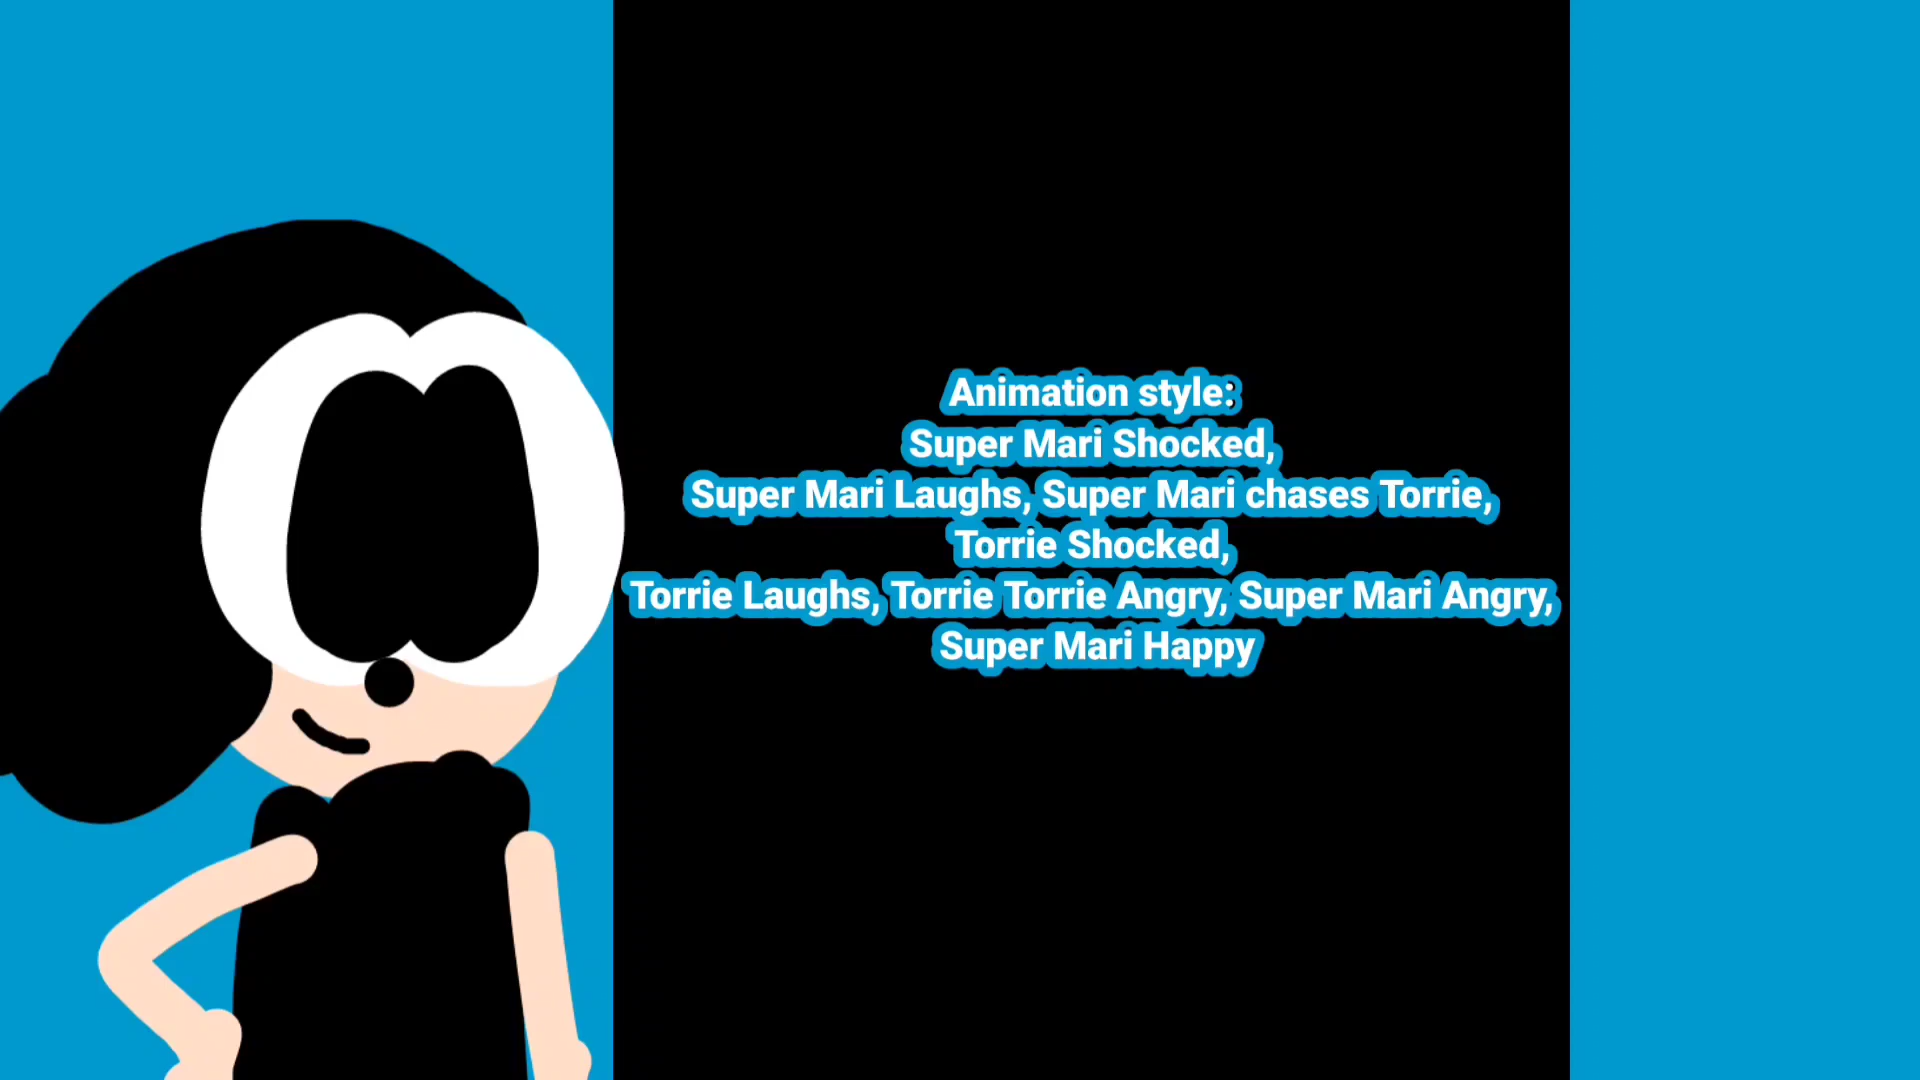 Animation style:
Super Mari Shocked,
Super Mari Laughs, Super Mari chases Torrie,
Torrie Shocked,
Torrie Laughs, Torrie Torrie Angry, Super Mari Angry,
Super Mari Happy